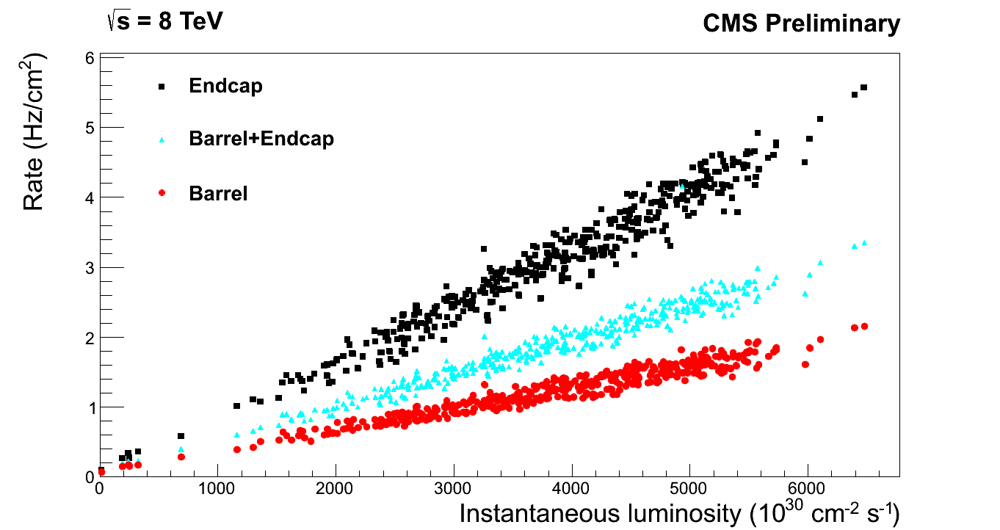 √s = 8 TeV
CMS Preliminary
Rate (Hz/cm²)
6
5
4
3
2
1
0
Endcap
Barrel+Endcap
Barrel
0 1000 2000 3000 4000 5000 6000
Instantaneous luminosity (10³⁰ cm⁻² s⁻¹)